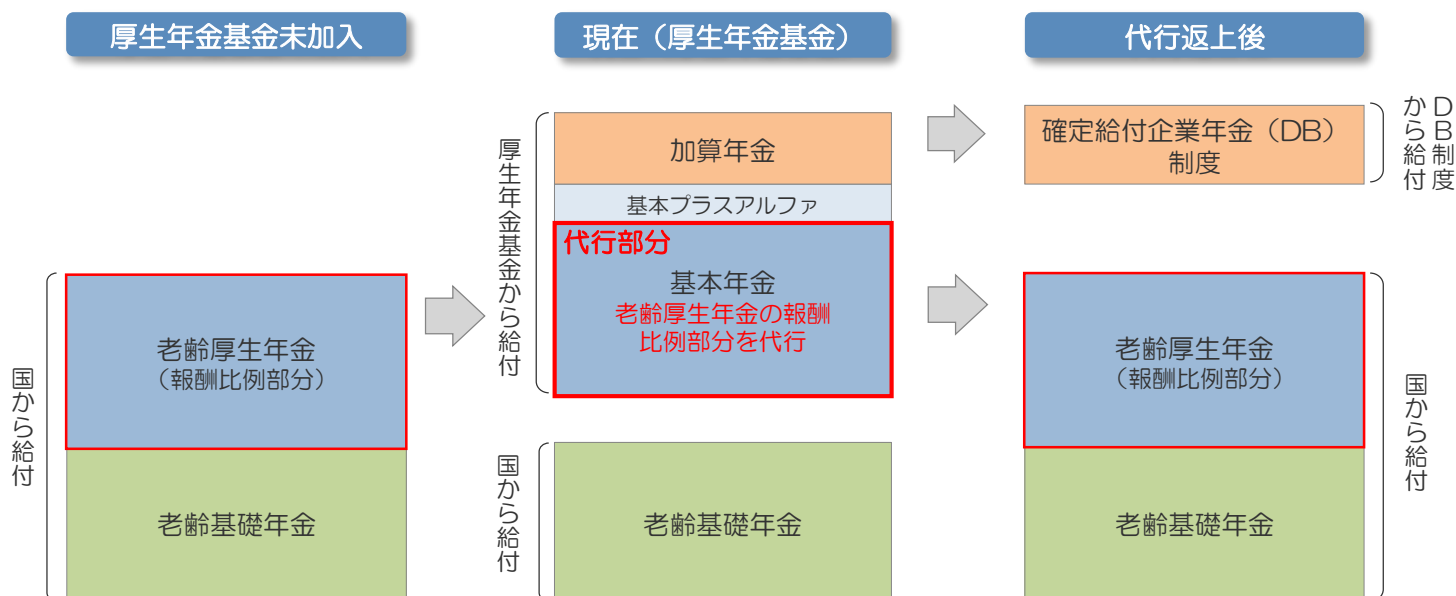 厚生年金基金未加入
国から給付
老齢厚生年金
（報酬比例部分）
老齢基礎年金
現在（厚生年金基金）
厚生年金基金から給付
加算年金
基本プラスアルファ
代行部分
基本年金
老齢厚生年金の報酬
比例部分を代行
国から給付
老齢基礎年金
代行返上後
確定給付企業年金（DB）
制度
DB制度
から給付
老齢厚生年金
（報酬比例部分）
老齢基礎年金
国から給付